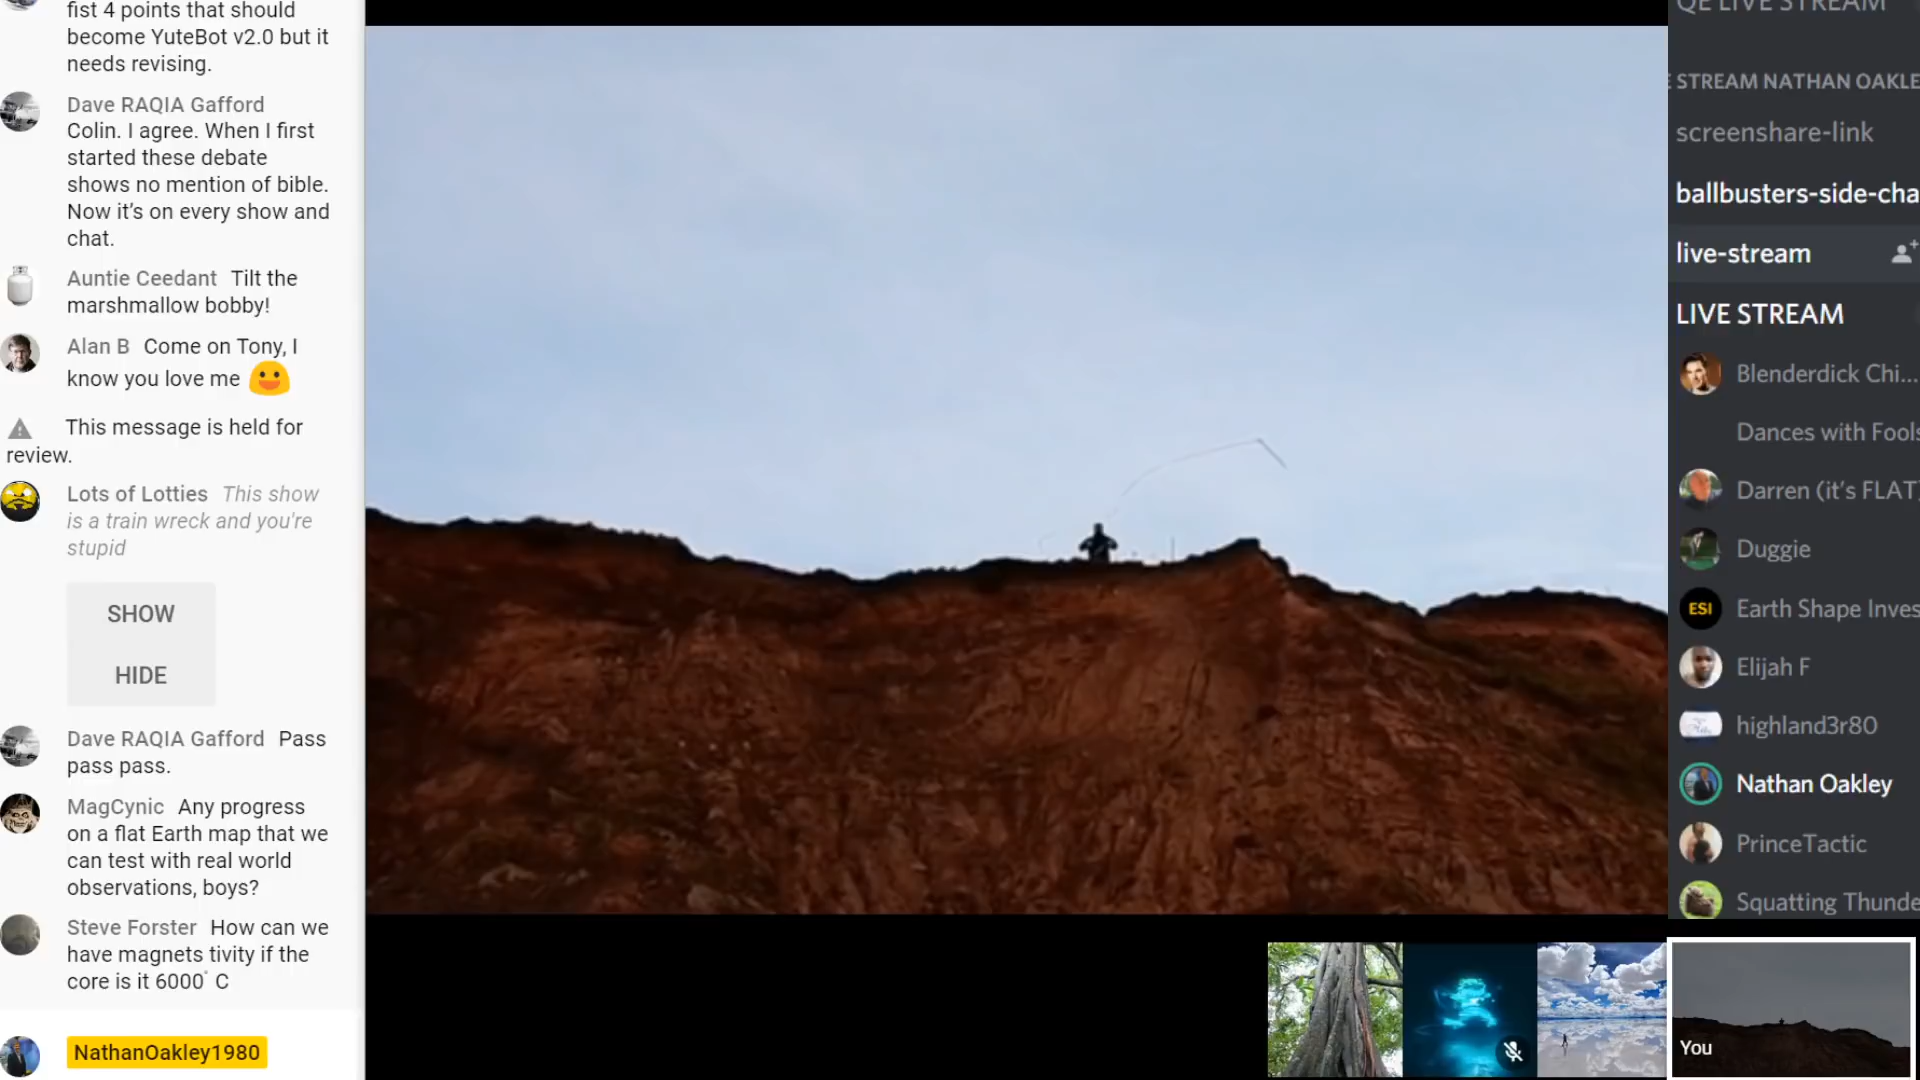 fist 4 points that should
become YuteBot v2.0 but it
needs revising.
Dave RAQIA Gafford
Colin. I agree. When I first
started these debate
shows no mention of bible.
Now it's on every show and
chat.
Auntie Ceedant Tilt the
marshmallow bobby!
Alan B Come on Tony, I
know you love me
This message is held for
review.
Lots of Lotties This show
is a train wreck and you're
stupid
SHOW
HIDE
Dave RAQIA Gafford Pass
pass pass.
MagCynic Any progress
on a flat Earth map that we
can test with real world
observations, boys?
Steve Forster How can we
have magnets tivity if the
core is it 6000° C
NathanOakley1980
QE LIVE STREAM
E STREAM NATHAN OAKLE
screenshare-link
ballbusters-side-cha
live-stream
LIVE STREAM
Blenderdick Chi...
Dances with Fools
Darren (it's FLAT)
Duggie
ESI
Earth Shape Inves
Elijah F
highland3r80
Nathan Oakley
PrinceTactic
Squatting Thunde
You